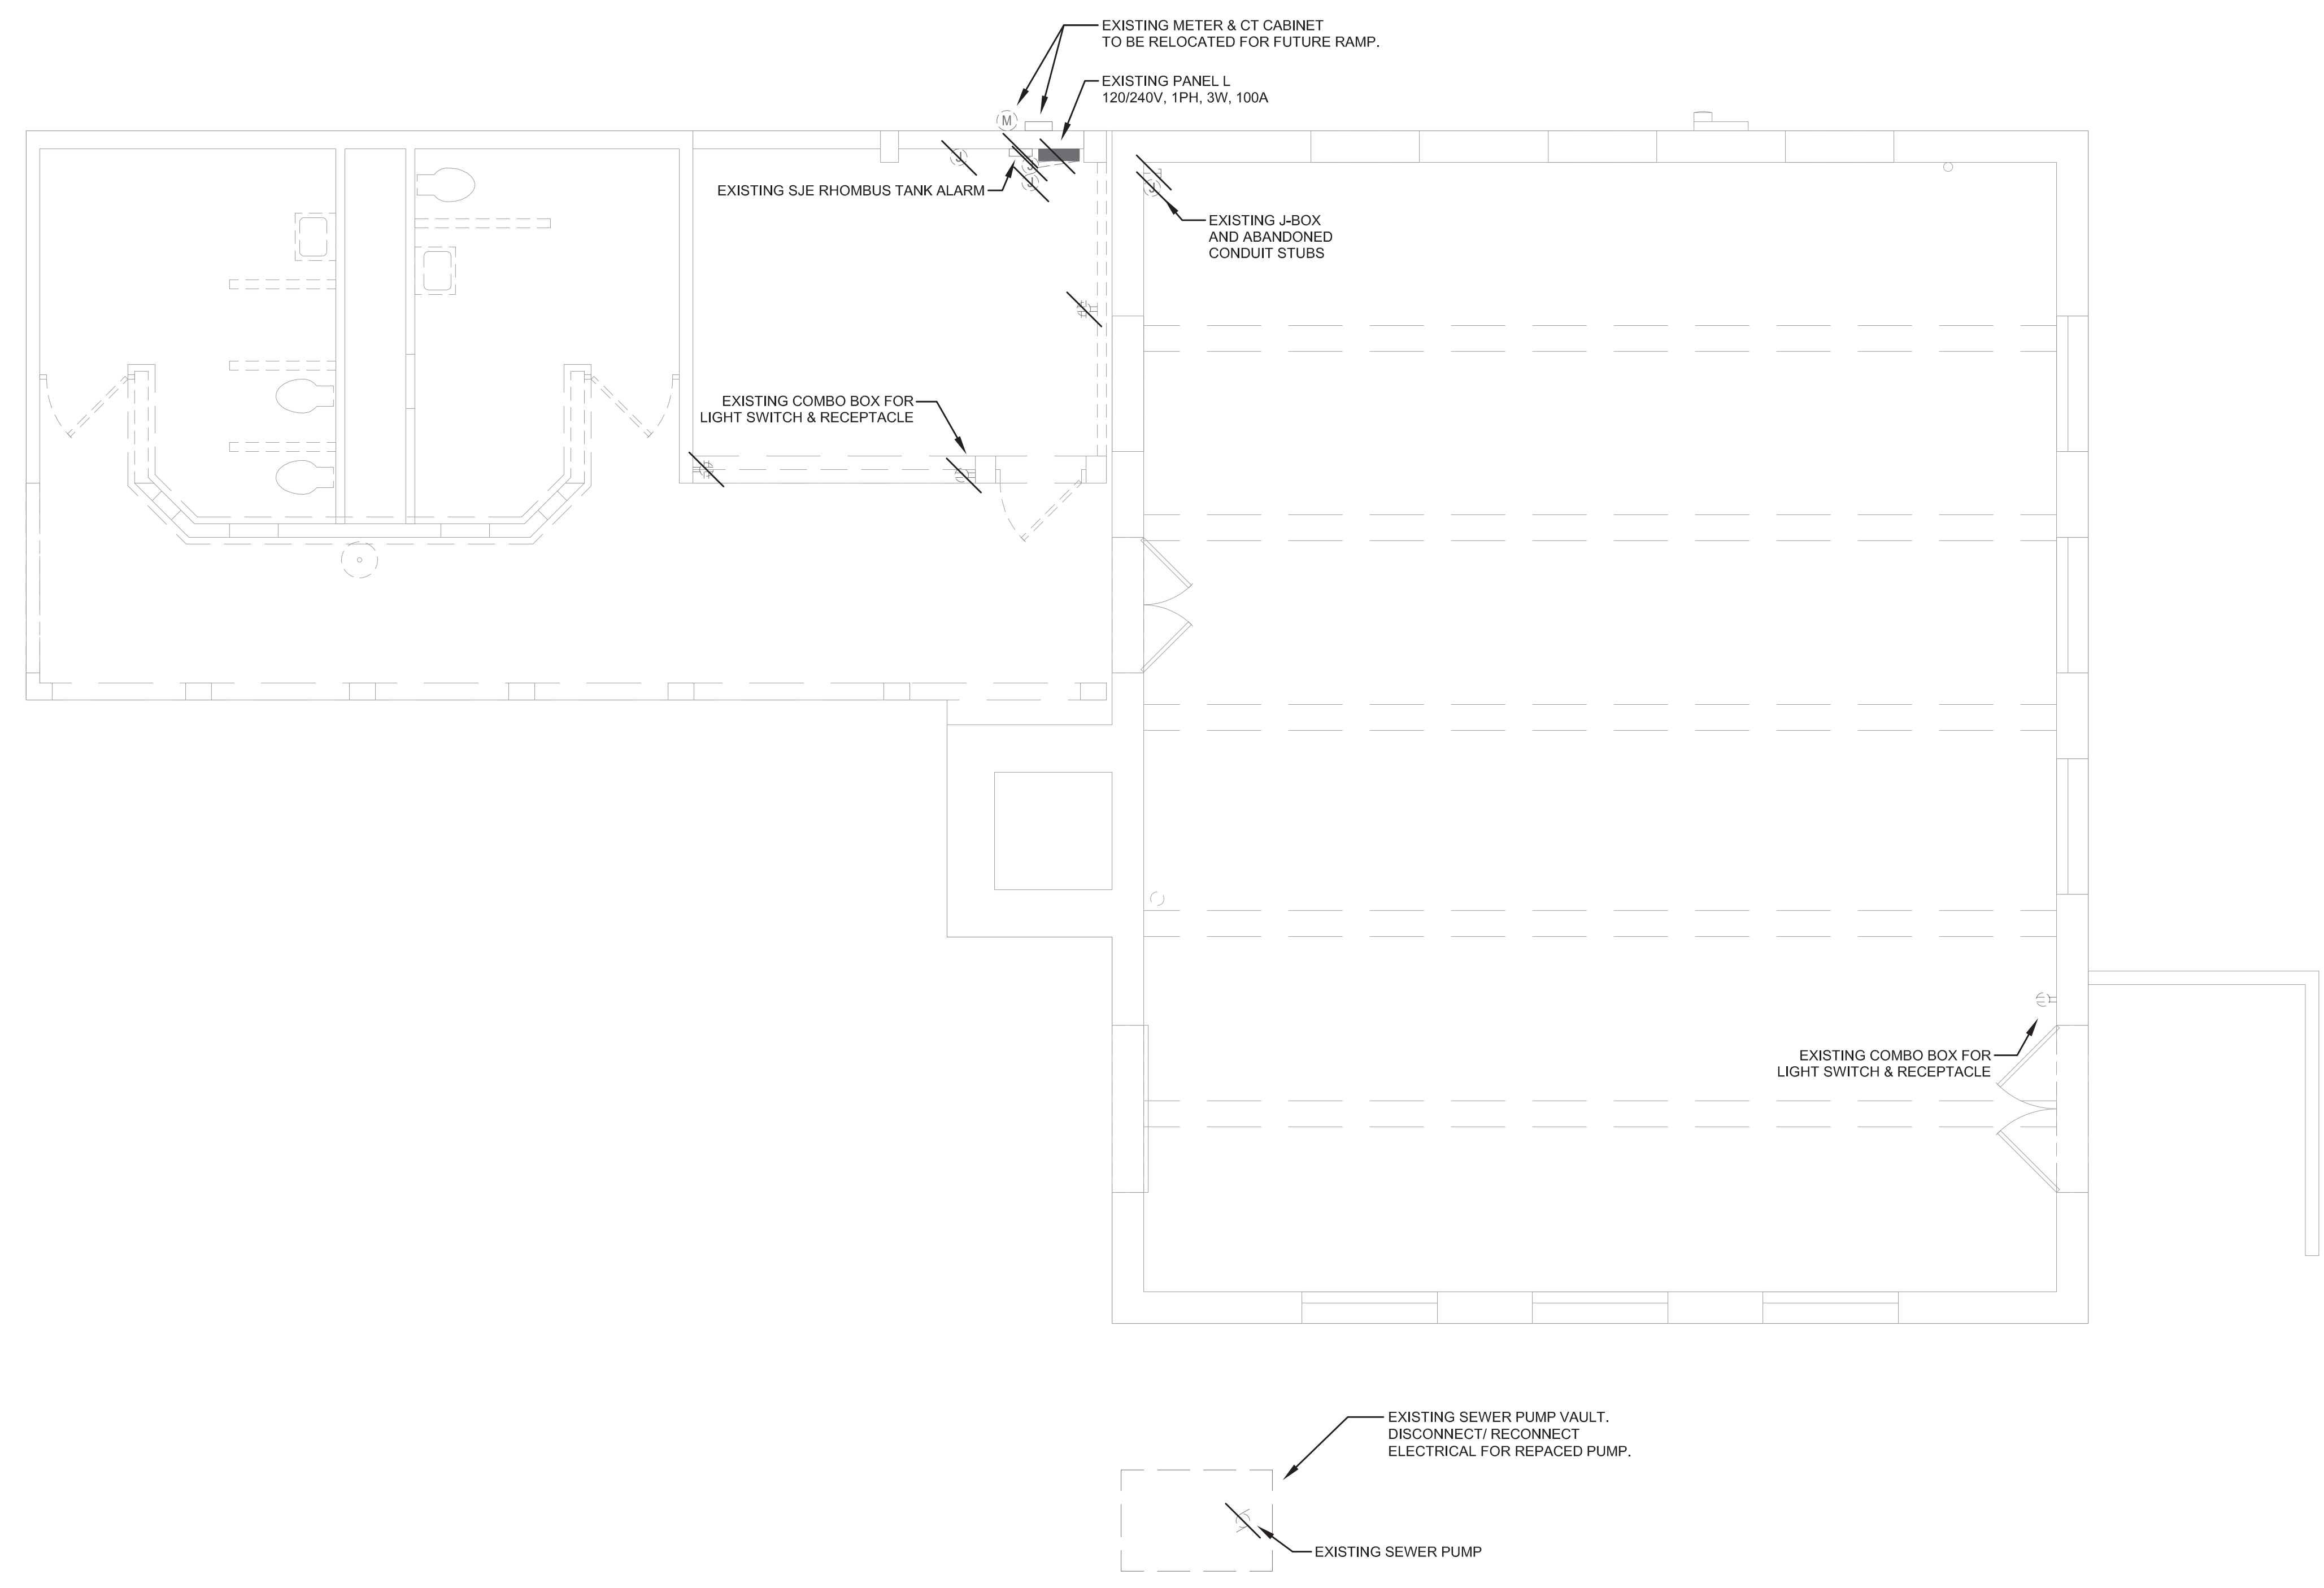 EXISTING METER & CT CABINET
TO BE RELOCATED FOR FUTURE RAMP.
EXISTING PANEL L
120/240V, 1PH, 3W, 100A
M
J
J
J
J
EXISTING SJE RHOMBUS TANK ALARM
EXISTING J-BOX
AND ABANDONED
CONDUIT STUBS
EXISTING COMBO BOX FOR
LIGHT SWITCH & RECEPTACLE
EXISTING COMBO BOX FOR
LIGHT SWITCH & RECEPTACLE
EXISTING SEWER PUMP VAULT.
DISCONNECT/ RECONNECT
ELECTRICAL FOR REPACED PUMP.
EXISTING SEWER PUMP